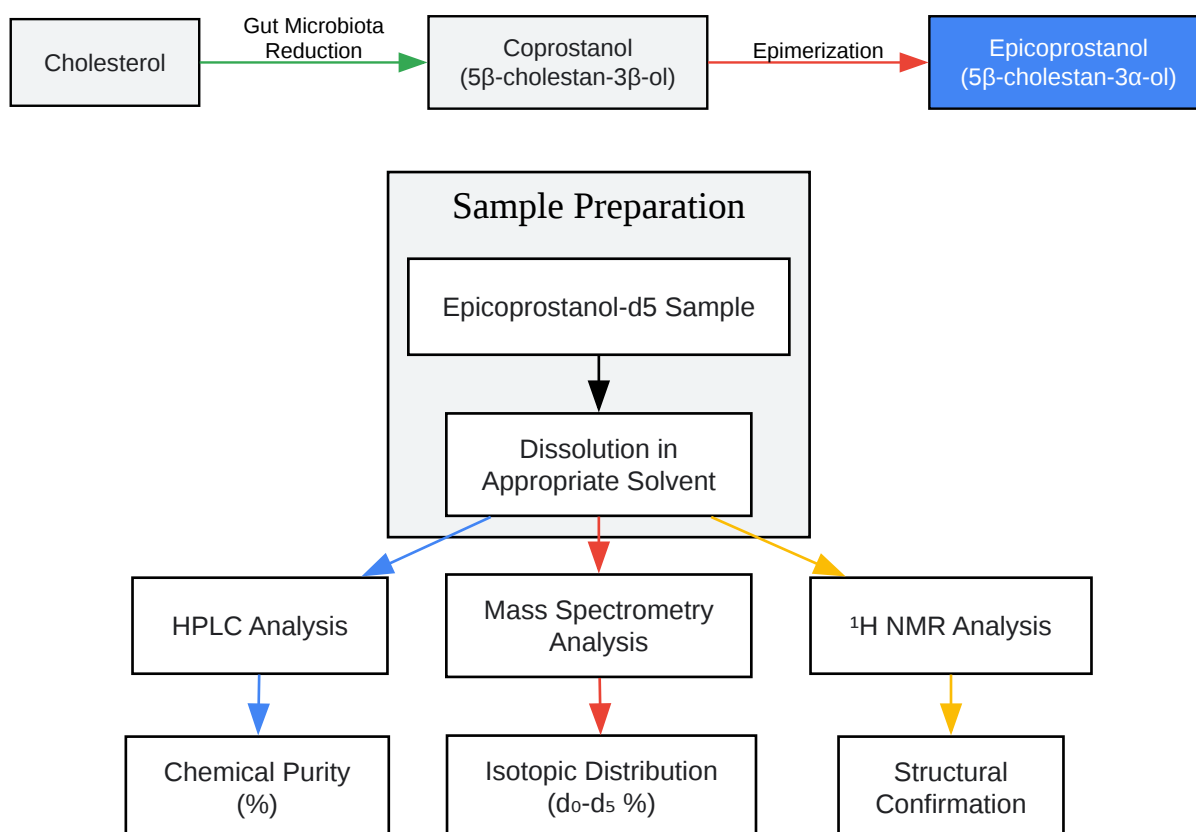 Cholesterol
Gut Microbiota
Reduction
Coprostanol
(5β-cholestan-3β-ol)
Epimerization
Epicoprostanol
(5β-cholestan-3α-ol)
Sample Preparation
Epicoprostanol-d5 Sample
Dissolution in
Appropriate Solvent
HPLC Analysis
Mass Spectrometry
Analysis
¹H NMR Analysis
Chemical Purity
(%)
Isotopic Distribution
(d₀-d₅ %)
Structural
Confirmation